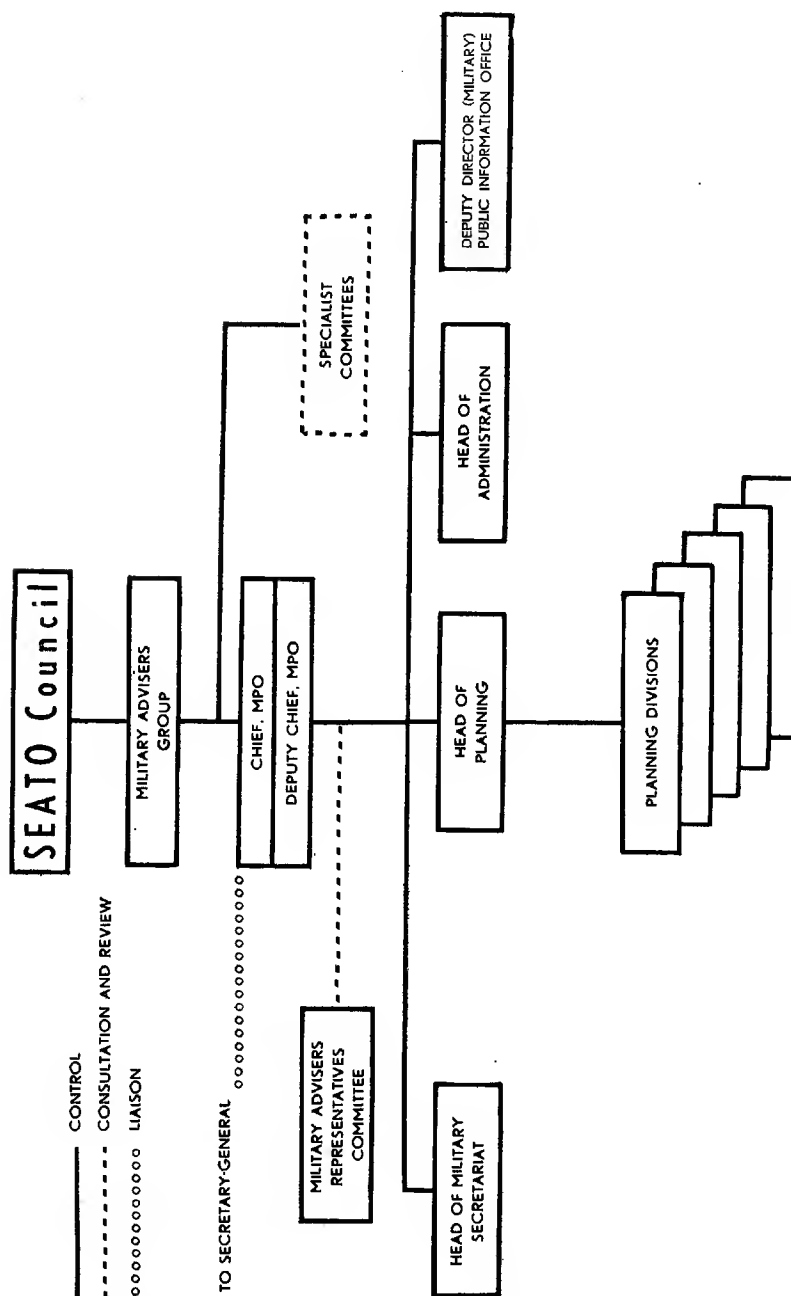 SEATO Council
CONTROL
CONSULTATION AND REVIEW
LIAISON
MILITARY ADVISERS
GROUP
TO SECRETARY-GENERAL
CHIEF, MPO
DEPUTY CHIEF, MPO
SPECIALIST
COMMITTEES
MILITARY ADVISERS
REPRESENTATIVES
COMMITTEE
HEAD OF MILITARY
SECRETARIAT
HEAD OF
PLANNING
HEAD OF
ADMINISTRATION
DEPUTY DIRECTOR (MILITARY)
PUBLIC INFORMATION OFFICE
PLANNING DIVISIONS